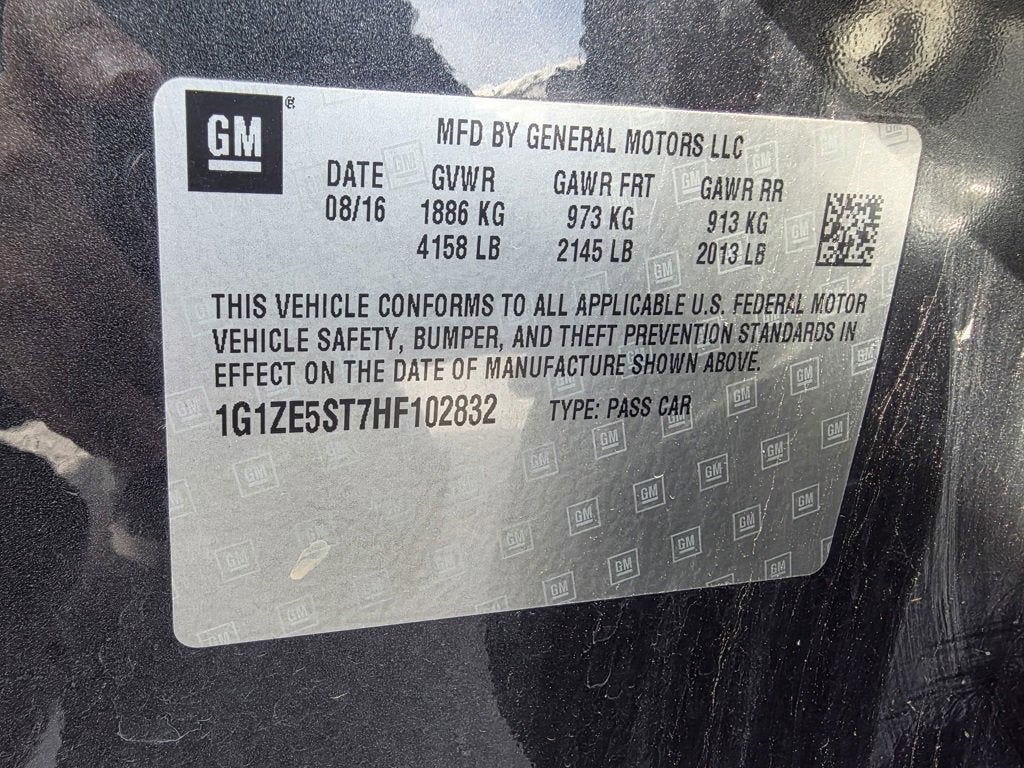 GM ®
MFD BY GENERAL MOTORS LLC
DATE GVWR GAWR FRT GAWR RR
08/16 1886 KG 973 KG 913 KG
4158 LB 2145 LB 2013 LB
THIS VEHICLE CONFORMS TO ALL APPLICABLE U.S. FEDERAL MOTOR
VEHICLE SAFETY, BUMPER, AND THEFT PREVENTION STANDARDS IN
EFFECT ON THE DATE OF MANUFACTURE SHOWN ABOVE.
1G1ZE5ST7HF102832 TYPE: PASS CAR